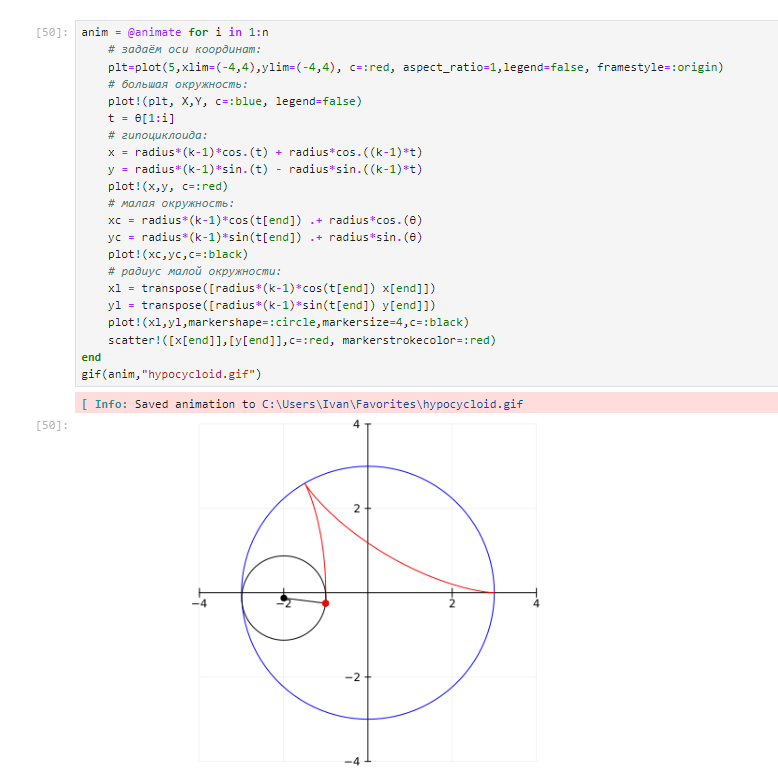 [50]: anim = @animate for i in 1:n
# задаём оси координат:
plt=plot(5,xlim=(-4,4),ylim=(-4,4), c=:red, aspect_ratio=1,legend=false, framestyle=:origin)
# большая окружность:
plot!(plt, X,Y, c=:blue, legend=false)
t = θ[1:i]
# гипоциклоида:
x = radius*(k-1)*cos.(t) + radius*cos.((k-1)*t)
y = radius*(k-1)*sin.(t) - radius*sin.((k-1)*t)
plot!(x,y, c=:red)
# малая окружность:
xc = radius*(k-1)*cos(t[end]) .+ radius*cos.(θ)
yc = radius*(k-1)*sin(t[end]) .+ radius*sin.(θ)
plot!(xc,yc,c=:black)
# радиус малой окружности:
xl = transpose([radius*(k-1)*cos(t[end]) x[end]])
yl = transpose([radius*(k-1)*sin(t[end]) y[end]])
plot!(xl,yl,markershape=:circle,markersize=4,c=:black)
scatter!([x[end]],[y[end]],c=:red, markerstrokecolor=:red)
end
gif(anim,"hypocycloid.gif")
[ Info: Saved animation to C:\Users\Ivan\Favorites\hypocycloid.gif
[50]:
4
2
−4 −2 2 4
−2
−4